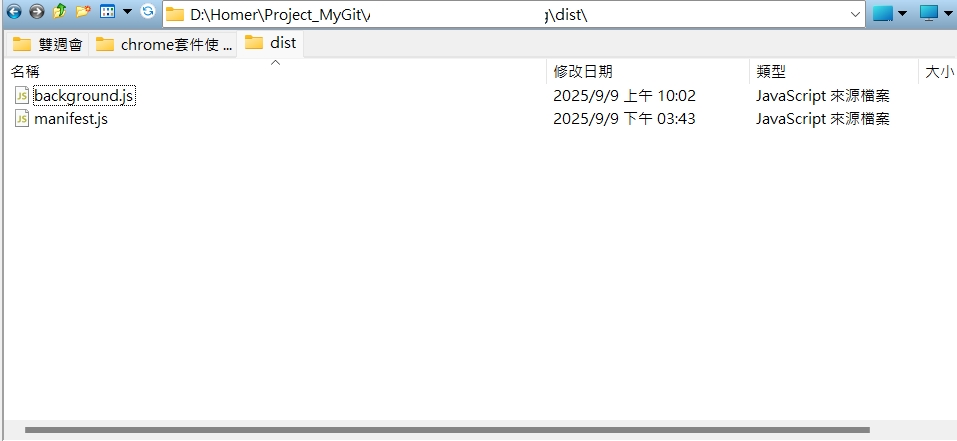 D:\Homer\Project_MyGit\ g\dist\
雙週會 chrome套件使 ... dist
名稱 修改日期 類型 大小
background.js 2025/9/9 上午 10:02 JavaScript 來源檔案
manifest.js 2025/9/9 下午 03:43 JavaScript 來源檔案